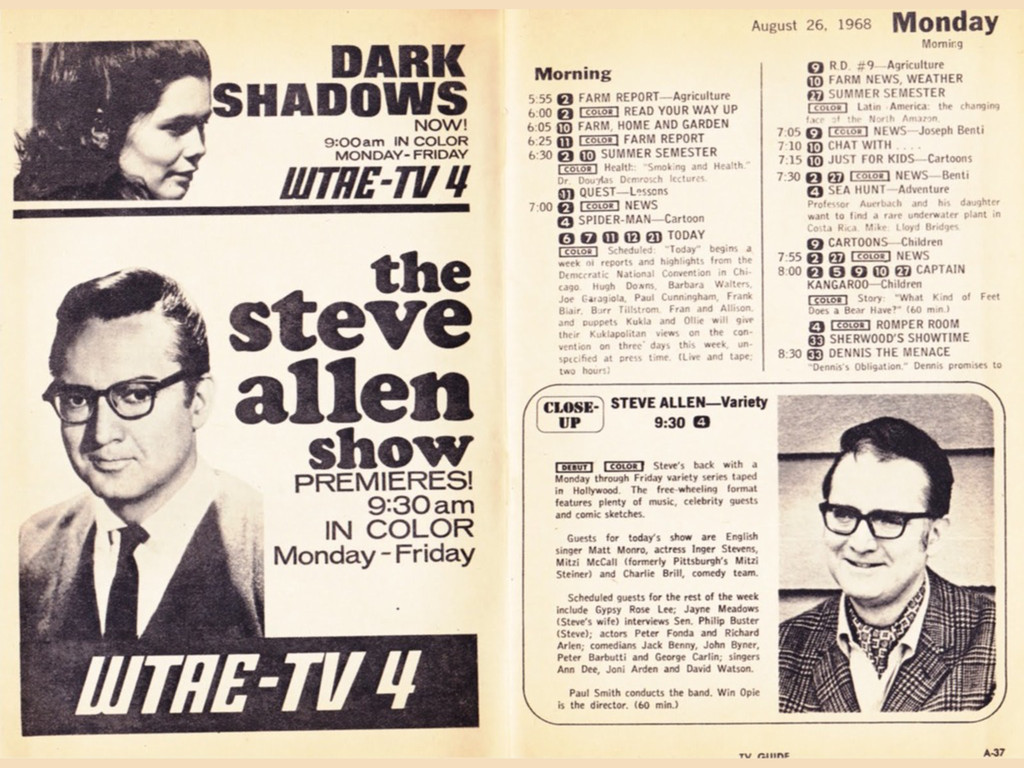 DARK
SHADOWS
NOW!
9:00am IN COLOR
MONDAY-FRIDAY
WTAE-TV 4
the
steve
allen
show
PREMIERES!
9:30am
IN COLOR
Monday-Friday
WTAE-TV 4
August 26, 1968 Monday
Morning
Morning
5:55 2 FARM REPORT—Agriculture
6:00 2 COLOR READ YOUR WAY UP
6:05 10 FARM, HOME AND GARDEN
6:25 11 COLOR FARM REPORT
6:30 2 10 SUMMER SEMESTER
COLOR Health: "Smoking and Health."
Dr. Douglas Demrosch lectures.
11 QUEST—Lessons
7:00 2 COLOR NEWS
4 SPIDER-MAN—Cartoon
6 7 11 12 21 TODAY
COLOR Scheduled: "Today" begins a
week of reports and highlights from the
Democratic National Convention in Chi-
cago. Hugh Downs, Barbara Walters,
Joe Garagiola, Paul Cunningham, Frank
Blair, Burr Tillstrom, Fran and Allison,
and puppets Kukla and Ollie will give
their Kuklapolitan views on the con-
vention on three days this week, un-
specified at press time. (Live and tape;
two hours)
9 R.D. #9—Agriculture
10 FARM NEWS, WEATHER
27 SUMMER SEMESTER
COLOR Latin America: the changing
face of the North Amazon.
7:05 9 COLOR NEWS—Joseph Benti
7:10 10 CHAT WITH . . . .
7:15 10 JUST FOR KIDS—Cartoons
7:30 2 27 COLOR NEWS—Benti
4 SEA HUNT—Adventure
Professor Auerbach and his daughter
want to find a rare underwater plant in
Costa Rica. Mike: Lloyd Bridges.
9 CARTOONS—Children
7:55 2 27 COLOR NEWS
8:00 2 5 9 10 27 CAPTAIN
KANGAROO—Children
COLOR Story: "What Kind of Feet
Does a Bear Have?" (60 min.)
4 COLOR ROMPER ROOM
33 SHERWOOD'S SHOWTIME
8:30 33 DENNIS THE MENACE
"Dennis's Obligation." Dennis promises to
CLOSE-
UP
STEVE ALLEN—Variety
9:30 4
DEBUT COLOR Steve's back with a
Monday through Friday variety series taped
in Hollywood. The free-wheeling format
features plenty of music, celebrity guests
and comic sketches.
Guests for today's show are English
singer Matt Monro, actress Inger Stevens,
Mitzi McCall (formerly Pittsburgh's Mitzi
Steiner) and Charlie Brill, comedy team.
Scheduled guests for the rest of the week
include Gypsy Rose Lee; Jayne Meadows
(Steve's wife) interviews Sen. Philip Buster
(Steve); actors Peter Fonda and Richard
Arlen; comedians Jack Benny, John Byner,
Peter Barbutti and George Carlin; singers
Ann Dee, Joni Arden and David Watson.
Paul Smith conducts the band. Win Opie
is the director. (60 min.)
TV GUIDE
A-37